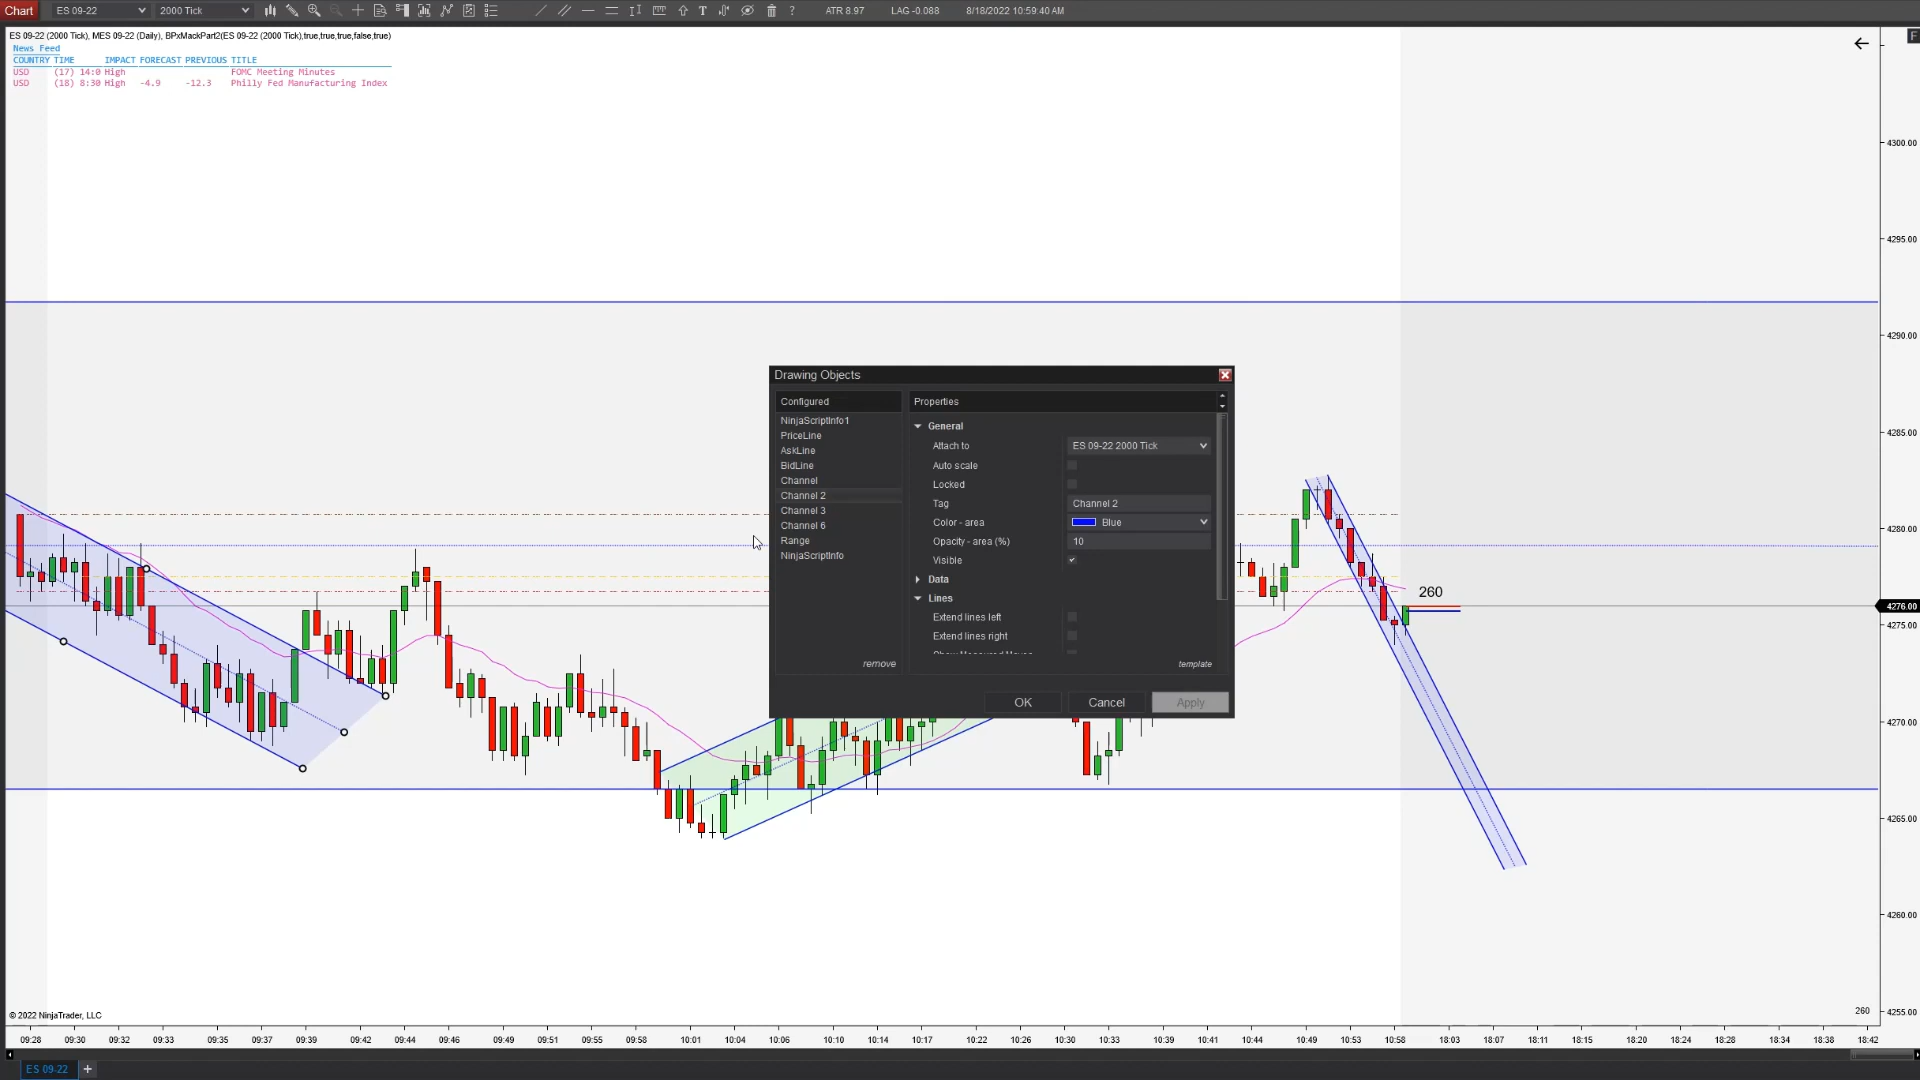 Chart ES 09-22 2000 Tick T ? ATR 8.97 LAG -0.088 8/18/2022 10:59:40 AM
ES 09-22 (2000 Tick), MES 09-22 (Daily), BPxMackPart2(ES 09-22 (2000 Tick),true,true,true,false,true)
F
News Feed
COUNTRY TIME IMPACT FORECAST PREVIOUS TITLE
USD (17) 14:0 High FOMC Meeting Minutes
USD (18) 8:30 High -4.9 -12.3 Philly Fed Manufacturing Index
4300.00
4295.00
4290.00
4285.00
4280.00
4276.00
4275.00
4270.00
4265.00
4260.00
4255.00
260
Drawing Objects
Configured
NinjaScriptInfo1
PriceLine
AskLine
BidLine
Channel
Channel 2
Channel 3
Channel 6
Range
NinjaScriptInfo
remove
Properties
General
Attach to ES 09-22 2000 Tick
Auto scale
Locked
Tag Channel 2
Color - area Blue
Opacity - area (%) 10
Visible
Data
Lines
Extend lines left
Extend lines right
template
OK Cancel Apply
© 2022 NinjaTrader, LLC
260
09:28 09:30 09:32 09:33 09:35 09:37 09:39 09:42 09:44 09:46 09:49 09:51 09:55 09:58 10:01 10:04 10:06 10:10 10:14 10:17 10:22 10:26 10:30 10:33 10:39 10:41 10:44 10:49 10:53 10:58 18:03 18:07 18:11 18:15 18:20 18:24 18:28 18:34 18:38 18:42
ES 09-22 +